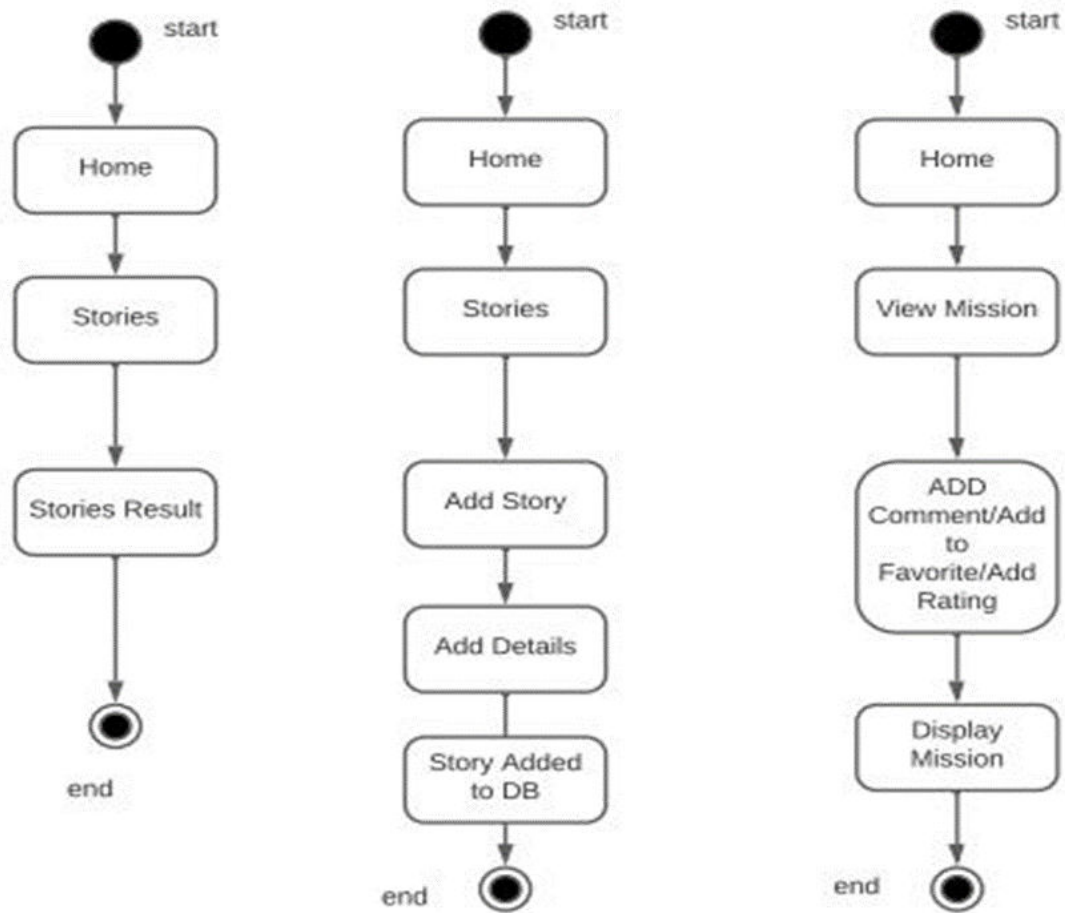 start
Home
Stories
Stories Result
end
start
Home
Stories
Add Story
Add Details
Story Added
to DB
end
start
Home
View Mission
ADD
Comment/Add
to
Favorite/Add
Rating
Display
Mission
end